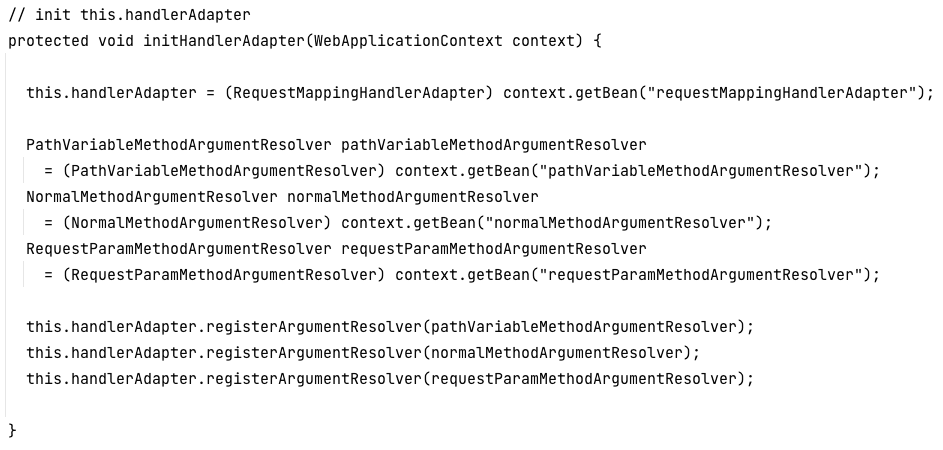 // init this.handlerAdapter
protected void initHandlerAdapter(WebApplicationContext context) {
this.handlerAdapter = (RequestMappingHandlerAdapter) context.getBean("requestMappingHandlerAdapter");
PathVariableMethodArgumentResolver pathVariableMethodArgumentResolver
= (PathVariableMethodArgumentResolver) context.getBean("pathVariableMethodArgumentResolver");
NormalMethodArgumentResolver normalMethodArgumentResolver
= (NormalMethodArgumentResolver) context.getBean("normalMethodArgumentResolver");
RequestParamMethodArgumentResolver requestParamMethodArgumentResolver
= (RequestParamMethodArgumentResolver) context.getBean("requestParamMethodArgumentResolver");
this.handlerAdapter.registerArgumentResolver(pathVariableMethodArgumentResolver);
this.handlerAdapter.registerArgumentResolver(normalMethodArgumentResolver);
this.handlerAdapter.registerArgumentResolver(requestParamMethodArgumentResolver);
}